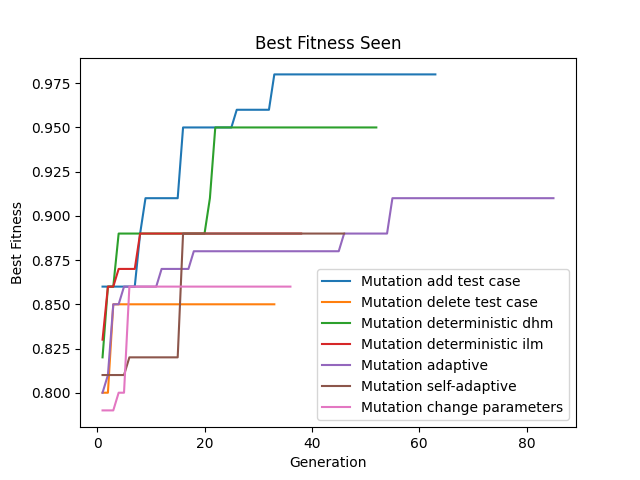 Best Fitness Seen
0.975
0.950
0.925
0.900
0.875
0.850
0.825
0.800
Best Fitness
Mutation add test case
Mutation delete test case
Mutation deterministic dhm
Mutation deterministic ilm
Mutation adaptive
Mutation self-adaptive
Mutation change parameters
0 20 40 60 80
Generation